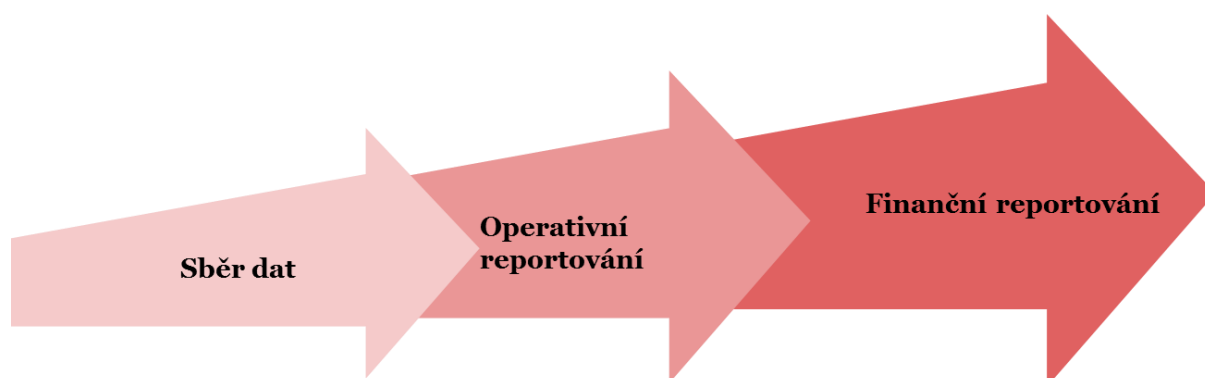 Sběr dat
Operativní
reportování
Finanční reportování